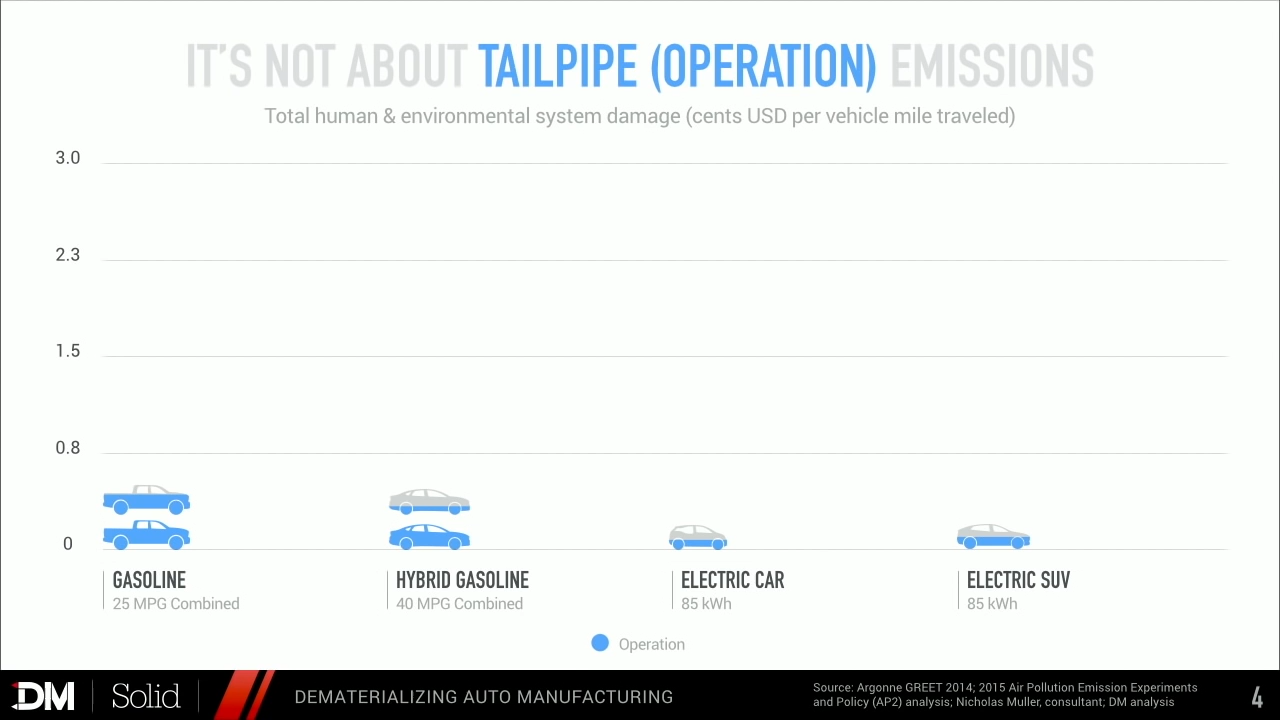 IT'S NOT ABOUT TAILPIPE (OPERATION) EMISSIONS
Total human & environmental system damage (cents USD per vehicle mile traveled)
3.0
2.3
1.5
0.8
0
GASOLINE
25 MPG Combined
HYBRID GASOLINE
40 MPG Combined
ELECTRIC CAR
85 kWh
ELECTRIC SUV
85 kWh
Operation
DM
Solid
DEMATERIALIZING AUTO MANUFACTURING
Source: Argonne GREET 2014; 2015 Air Pollution Emission Experiments
and Policy (AP2) analysis; Nicholas Muller, consultant; DM analysis
4